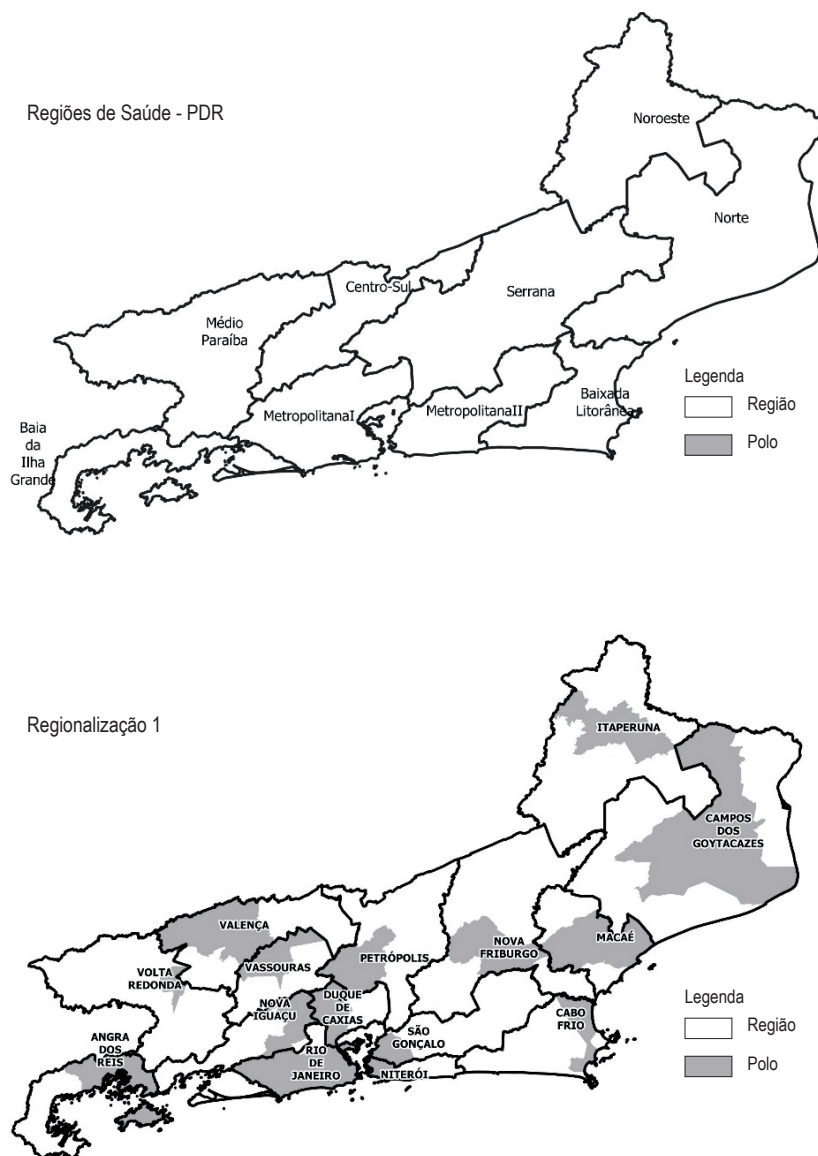 Regiões de Saúde - PDR
Noroeste
Norte
Centro-Sul
Serrana
Médio
Paraíba
Baixada
Litorânea
MetropolitanaI
MetropolitanaII
Baia
da
Ilha
Grande
Legenda
Região
Polo
Regionalização 1
ITAPERUNA
CAMPOS
DOS
GOYTACAZES
VALENÇA
MACAÉ
NOVA
FRIBURGO
PETRÓPOLIS
VASSOURAS
VOLTA
REDONDA
DUQUE
DE
CAXIAS
NOVA
IGUAÇU
CABO
FRIO
SÃO
GONÇALO
ANGRA
DOS
REIS
RIO
DE
JANEIRO
NITERÓI
Legenda
Região
Polo